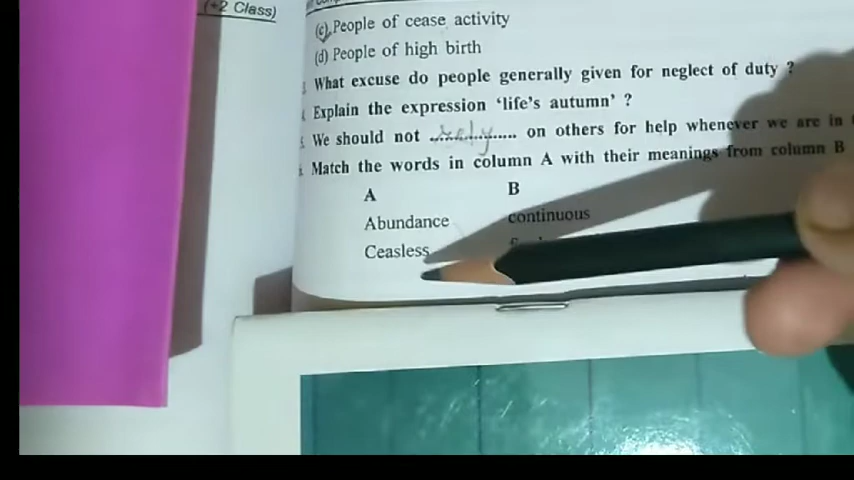 (+2 Class)
(c) People of cease activity
(d) People of high birth
What excuse do people generally given for neglect of duty ?
Explain the expression ‘life’s autumn’ ?
We should not ...rely..... on others for help whenever we are in
Match the words in column A with their meanings from column B
A B
Abundance continuous
Ceasless